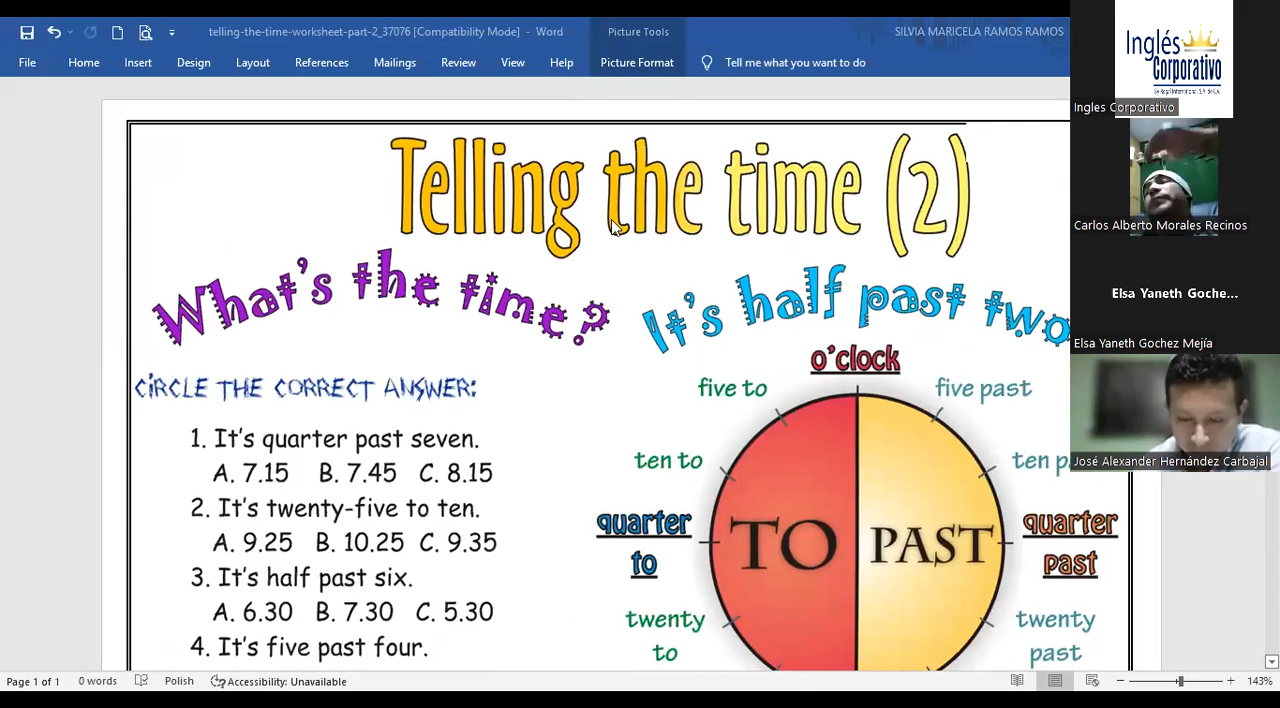 telling-the-time-worksheet-part-2_37076 [Compatibility Mode] - Word
Picture Tools
SILVIA MARICELA RAMOS RAMOS
File Home Insert Design Layout References Mailings Review View Help Picture Format Tell me what you want to do
Inglés
Corporativo
Ingles Corporativo
Carlos Alberto Morales Recinos
Elsa Yaneth Goche...
Elsa Yaneth Gochez Mejía
José Alexander Hernández Carbajal
Telling the time (2)
What's the time?
It's half past two
CIRCLE THE CORRECT ANSWER:
1. It's quarter past seven.
A. 7.15 B. 7.45 C. 8.15
2. It's twenty-five to ten.
A. 9.25 B. 10.25 C. 9.35
3. It's half past six.
A. 6.30 B. 7.30 C. 5.30
4. It's five past four.
o'clock
five to
five past
ten to
ten
quarter
to
TO
PAST
quarter
past
twenty
to
twenty
past
Page 1 of 1 0 words Polish Accessibility: Unavailable
143%